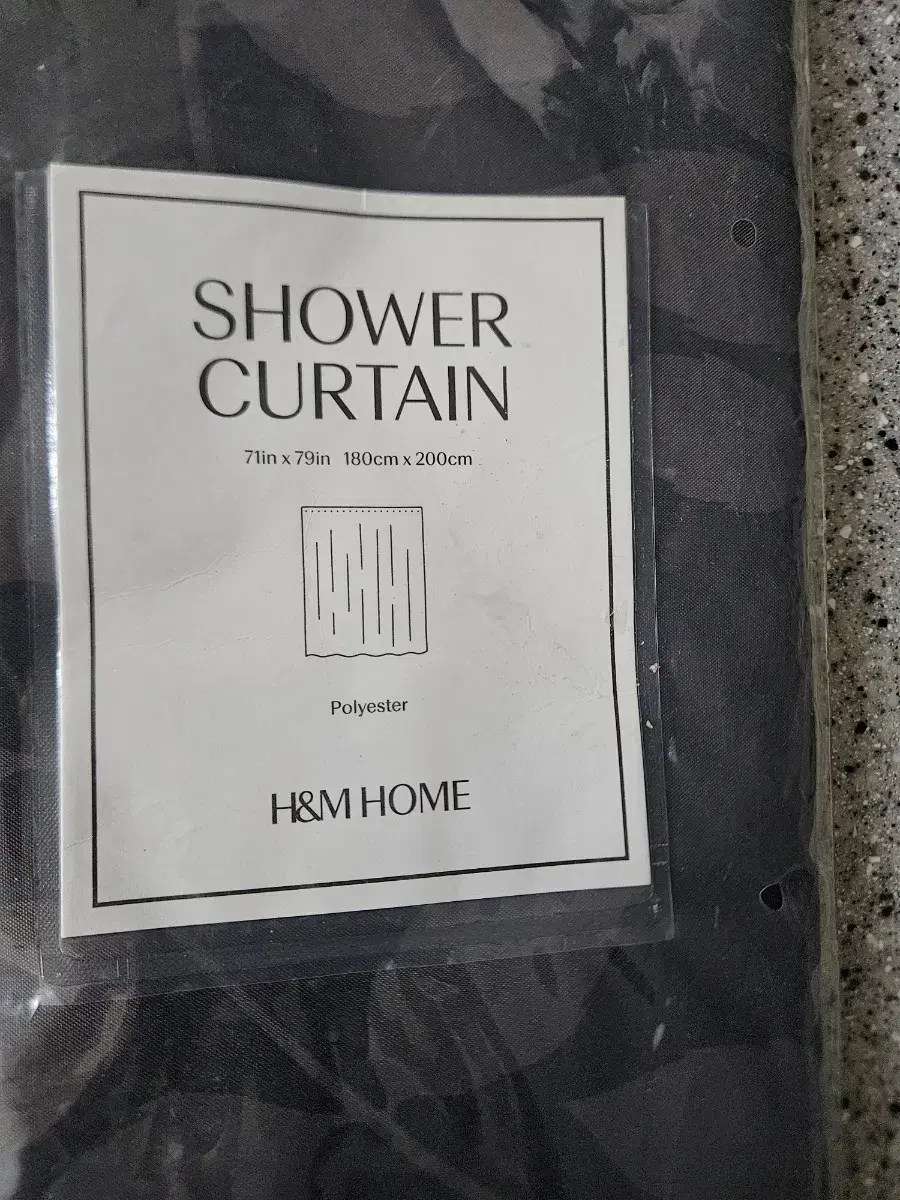 SHOWER
CURTAIN
71in x 79in 180cm x 200cm
Polyester
H&M HOME